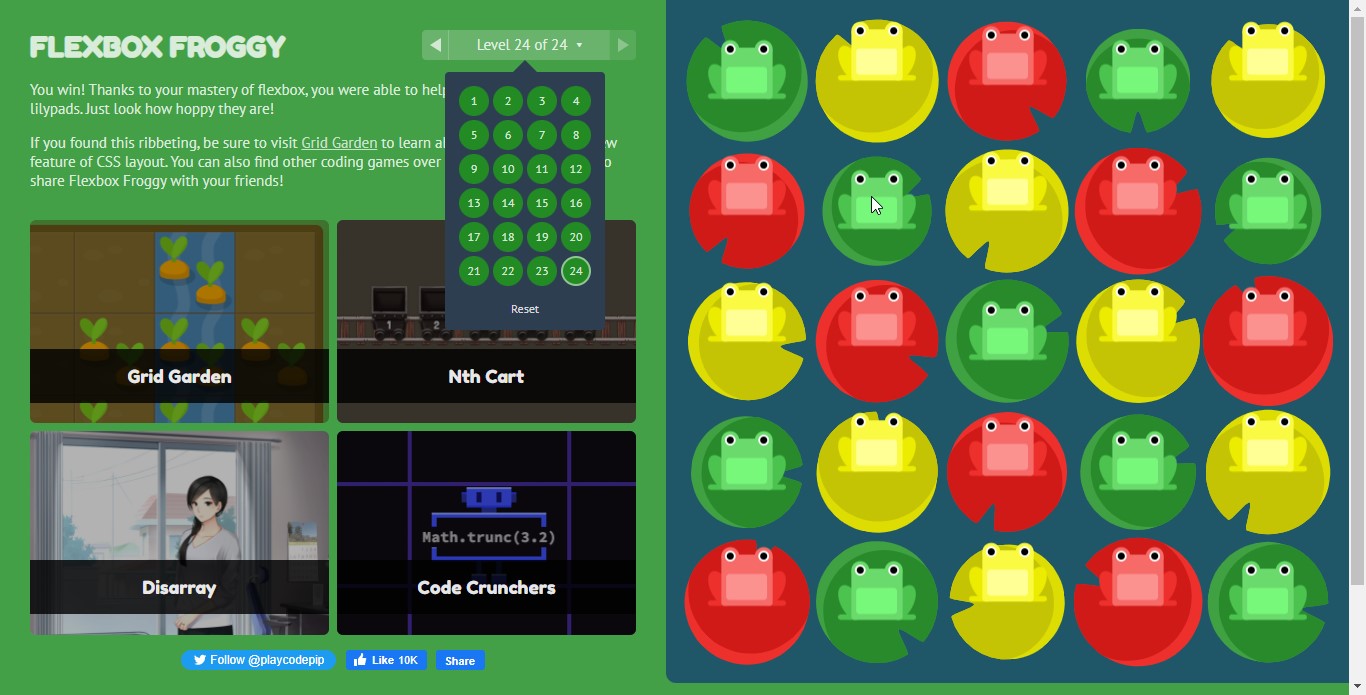 FLEXBOX FROGGY
◀ Level 24 of 24 ▾ ▶
You win! Thanks to your mastery of flexbox, you were able to help
lilypads. Just look how hoppy they are!
If you found this ribbeting, be sure to visit Grid Garden to learn
feature of CSS layout. You can also find other coding games over
share Flexbox Froggy with your friends!
1 2 3 4
5 6 7 8
9 10 11 12
13 14 15 16
17 18 19 20
21 22 23 24
Reset
1 2
Grid Garden
Nth Cart
Math.trunc(3.2)
Disarray
Code Crunchers
Follow @playcodepip
Like 10K
Share